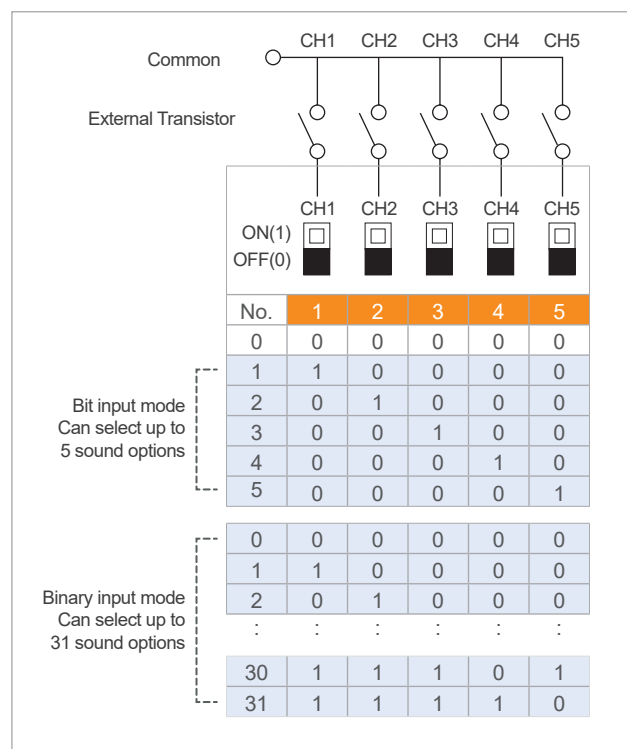 Common CH1 CH2 CH3 CH4 CH5
External Transistor
CH1 CH2 CH3 CH4 CH5
ON(1)
OFF(0)
No. 1 2 3 4 5
0 0 0 0 0 0
1 1 0 0 0 0
2 0 1 0 0 0
3 0 0 1 0 0
4 0 0 0 1 0
5 0 0 0 0 1
Bit input mode
Can select up to
5 sound options
0 0 0 0 0 0
1 1 0 0 0 0
2 0 1 0 0 0
: : : : : :
30 1 1 1 0 1
31 1 1 1 1 0
Binary input mode
Can select up to
31 sound options